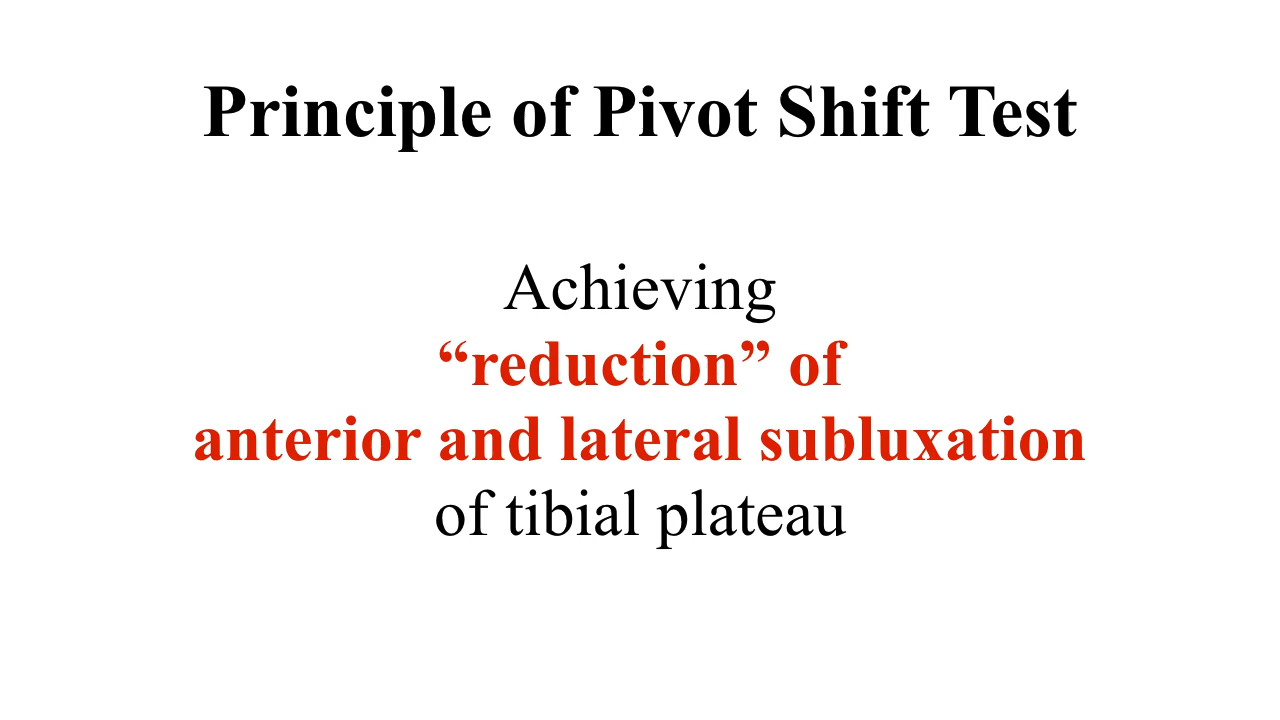 Principle of Pivot Shift Test
Achieving
“reduction” of
anterior and lateral subluxation
of tibial plateau